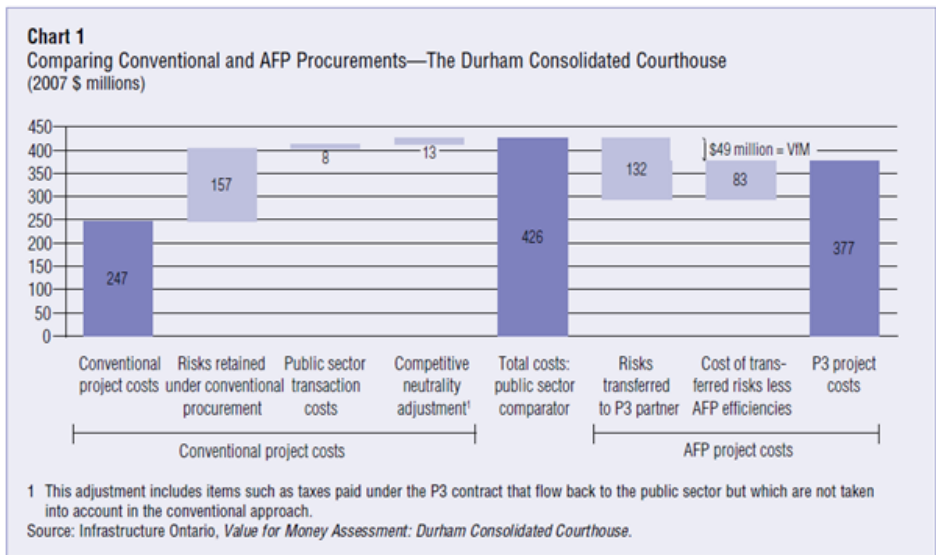 Chart 1
Comparing Conventional and AFP Procurements—The Durham Consolidated Courthouse
(2007 $ millions)
450
400
350
300
250
200
150
100
50
0
247
157
8
13
426
132
83
$49 million = VfM
377
Conventional project costs
Risks retained under conventional procurement
Public sector transaction costs
Competitive neutrality adjustment¹
Total costs: public sector comparator
Risks transferred to P3 partner
Cost of trans-ferred risks less AFP efficiencies
P3 project costs
Conventional project costs
AFP project costs
1 This adjustment includes items such as taxes paid under the P3 contract that flow back to the public sector but which are not taken
into account in the conventional approach.
Source: Infrastructure Ontario, Value for Money Assessment: Durham Consolidated Courthouse.